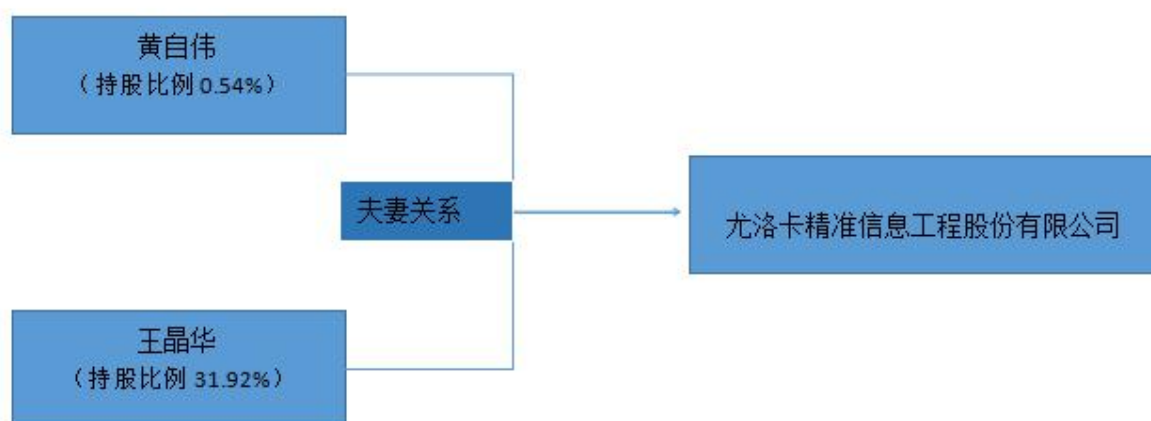 黄自伟
（持股比例 0.54%）
夫妻关系
尤洛卡精准信息工程股份有限公司
王晶华
（持股比例 31.92%）